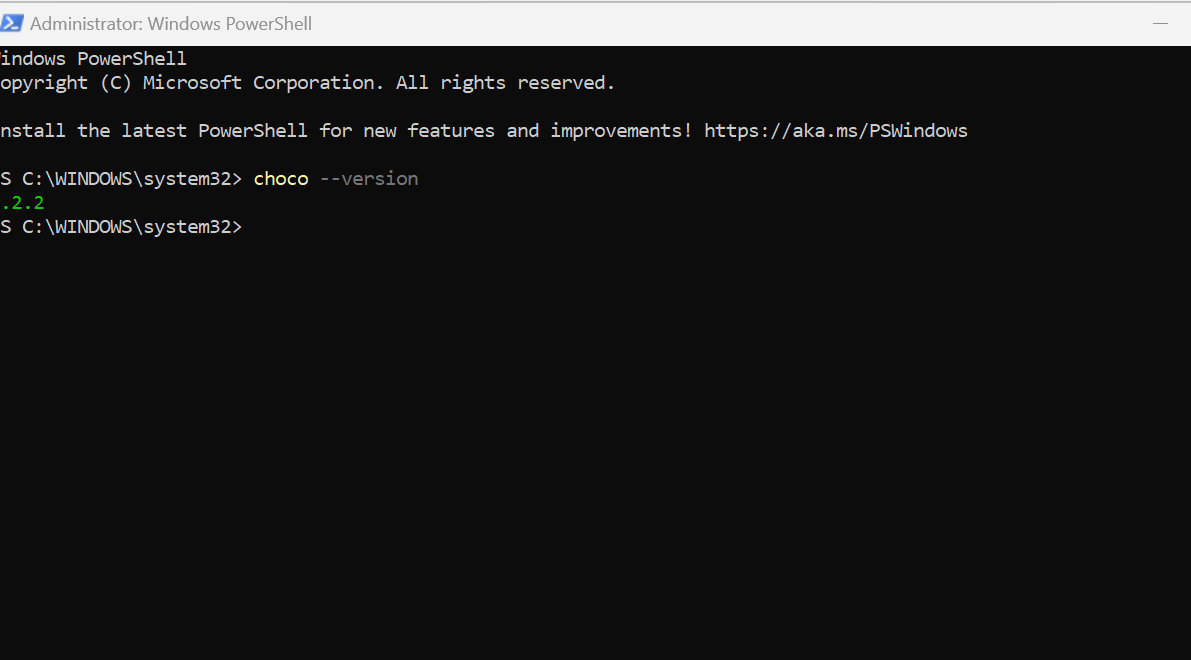 Administrator: Windows PowerShell
indows PowerShell
opyright (C) Microsoft Corporation. All rights reserved.
nstall the latest PowerShell for new features and improvements! https://aka.ms/PSWindows
S C:\WINDOWS\system32> choco --version
.2.2
S C:\WINDOWS\system32>